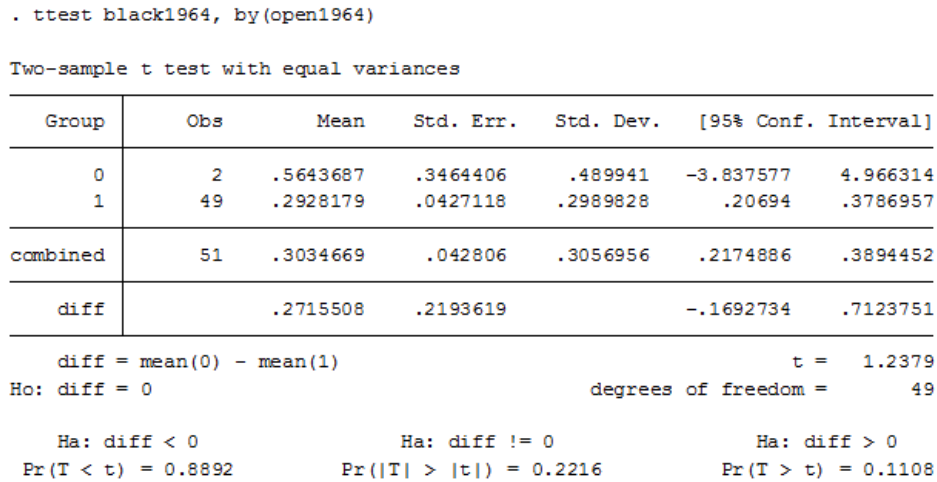 . ttest black1964, by(open1964)
Two-sample t test with equal variances
Group Obs Mean Std. Err. Std. Dev. [95% Conf. Interval]
0 2 .5643687 .3464406 .489941 -3.837577 4.966314
1 49 .2928179 .0427118 .2989828 .20694 .3786957
combined 51 .3034669 .042806 .3056956 .2174886 .3894452
diff .2715508 .2193619 -.1692734 .7123751
diff = mean(0) - mean(1) t = 1.2379
Ho: diff = 0 degrees of freedom = 49
Ha: diff < 0 Ha: diff != 0 Ha: diff > 0
Pr(T < t) = 0.8892 Pr(|T| > |t|) = 0.2216 Pr(T > t) = 0.1108